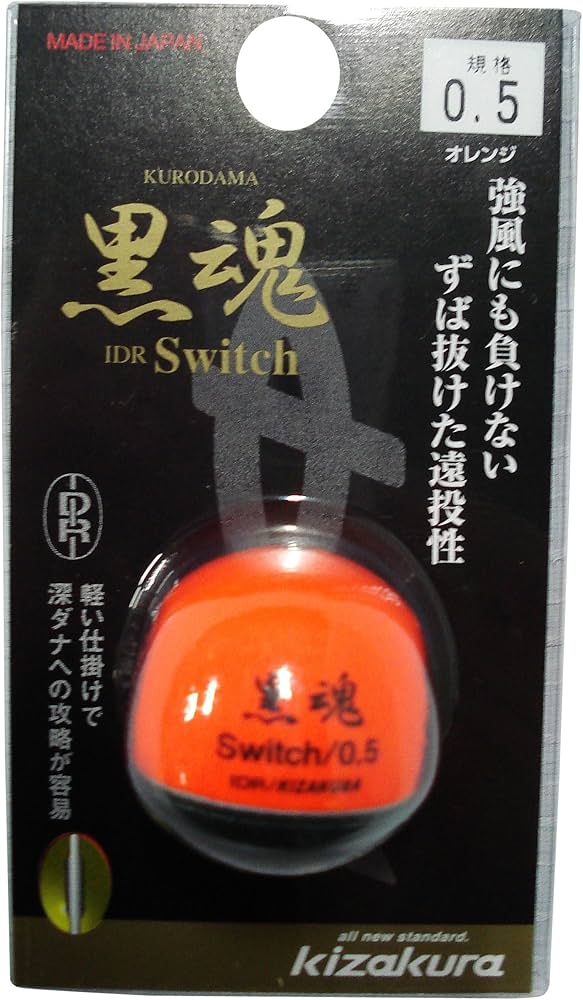 MADE IN JAPAN
規格
0.5
オレンジ
KURODAMA
黒魂
IDR Switch
強風にも負けない
ずば抜けた遠投性
IDR
軽い仕掛けで
深ダナへの攻略が容易
黒魂
Switch/0.5
IDR/KIZAKURA
all new standard.
kizakura